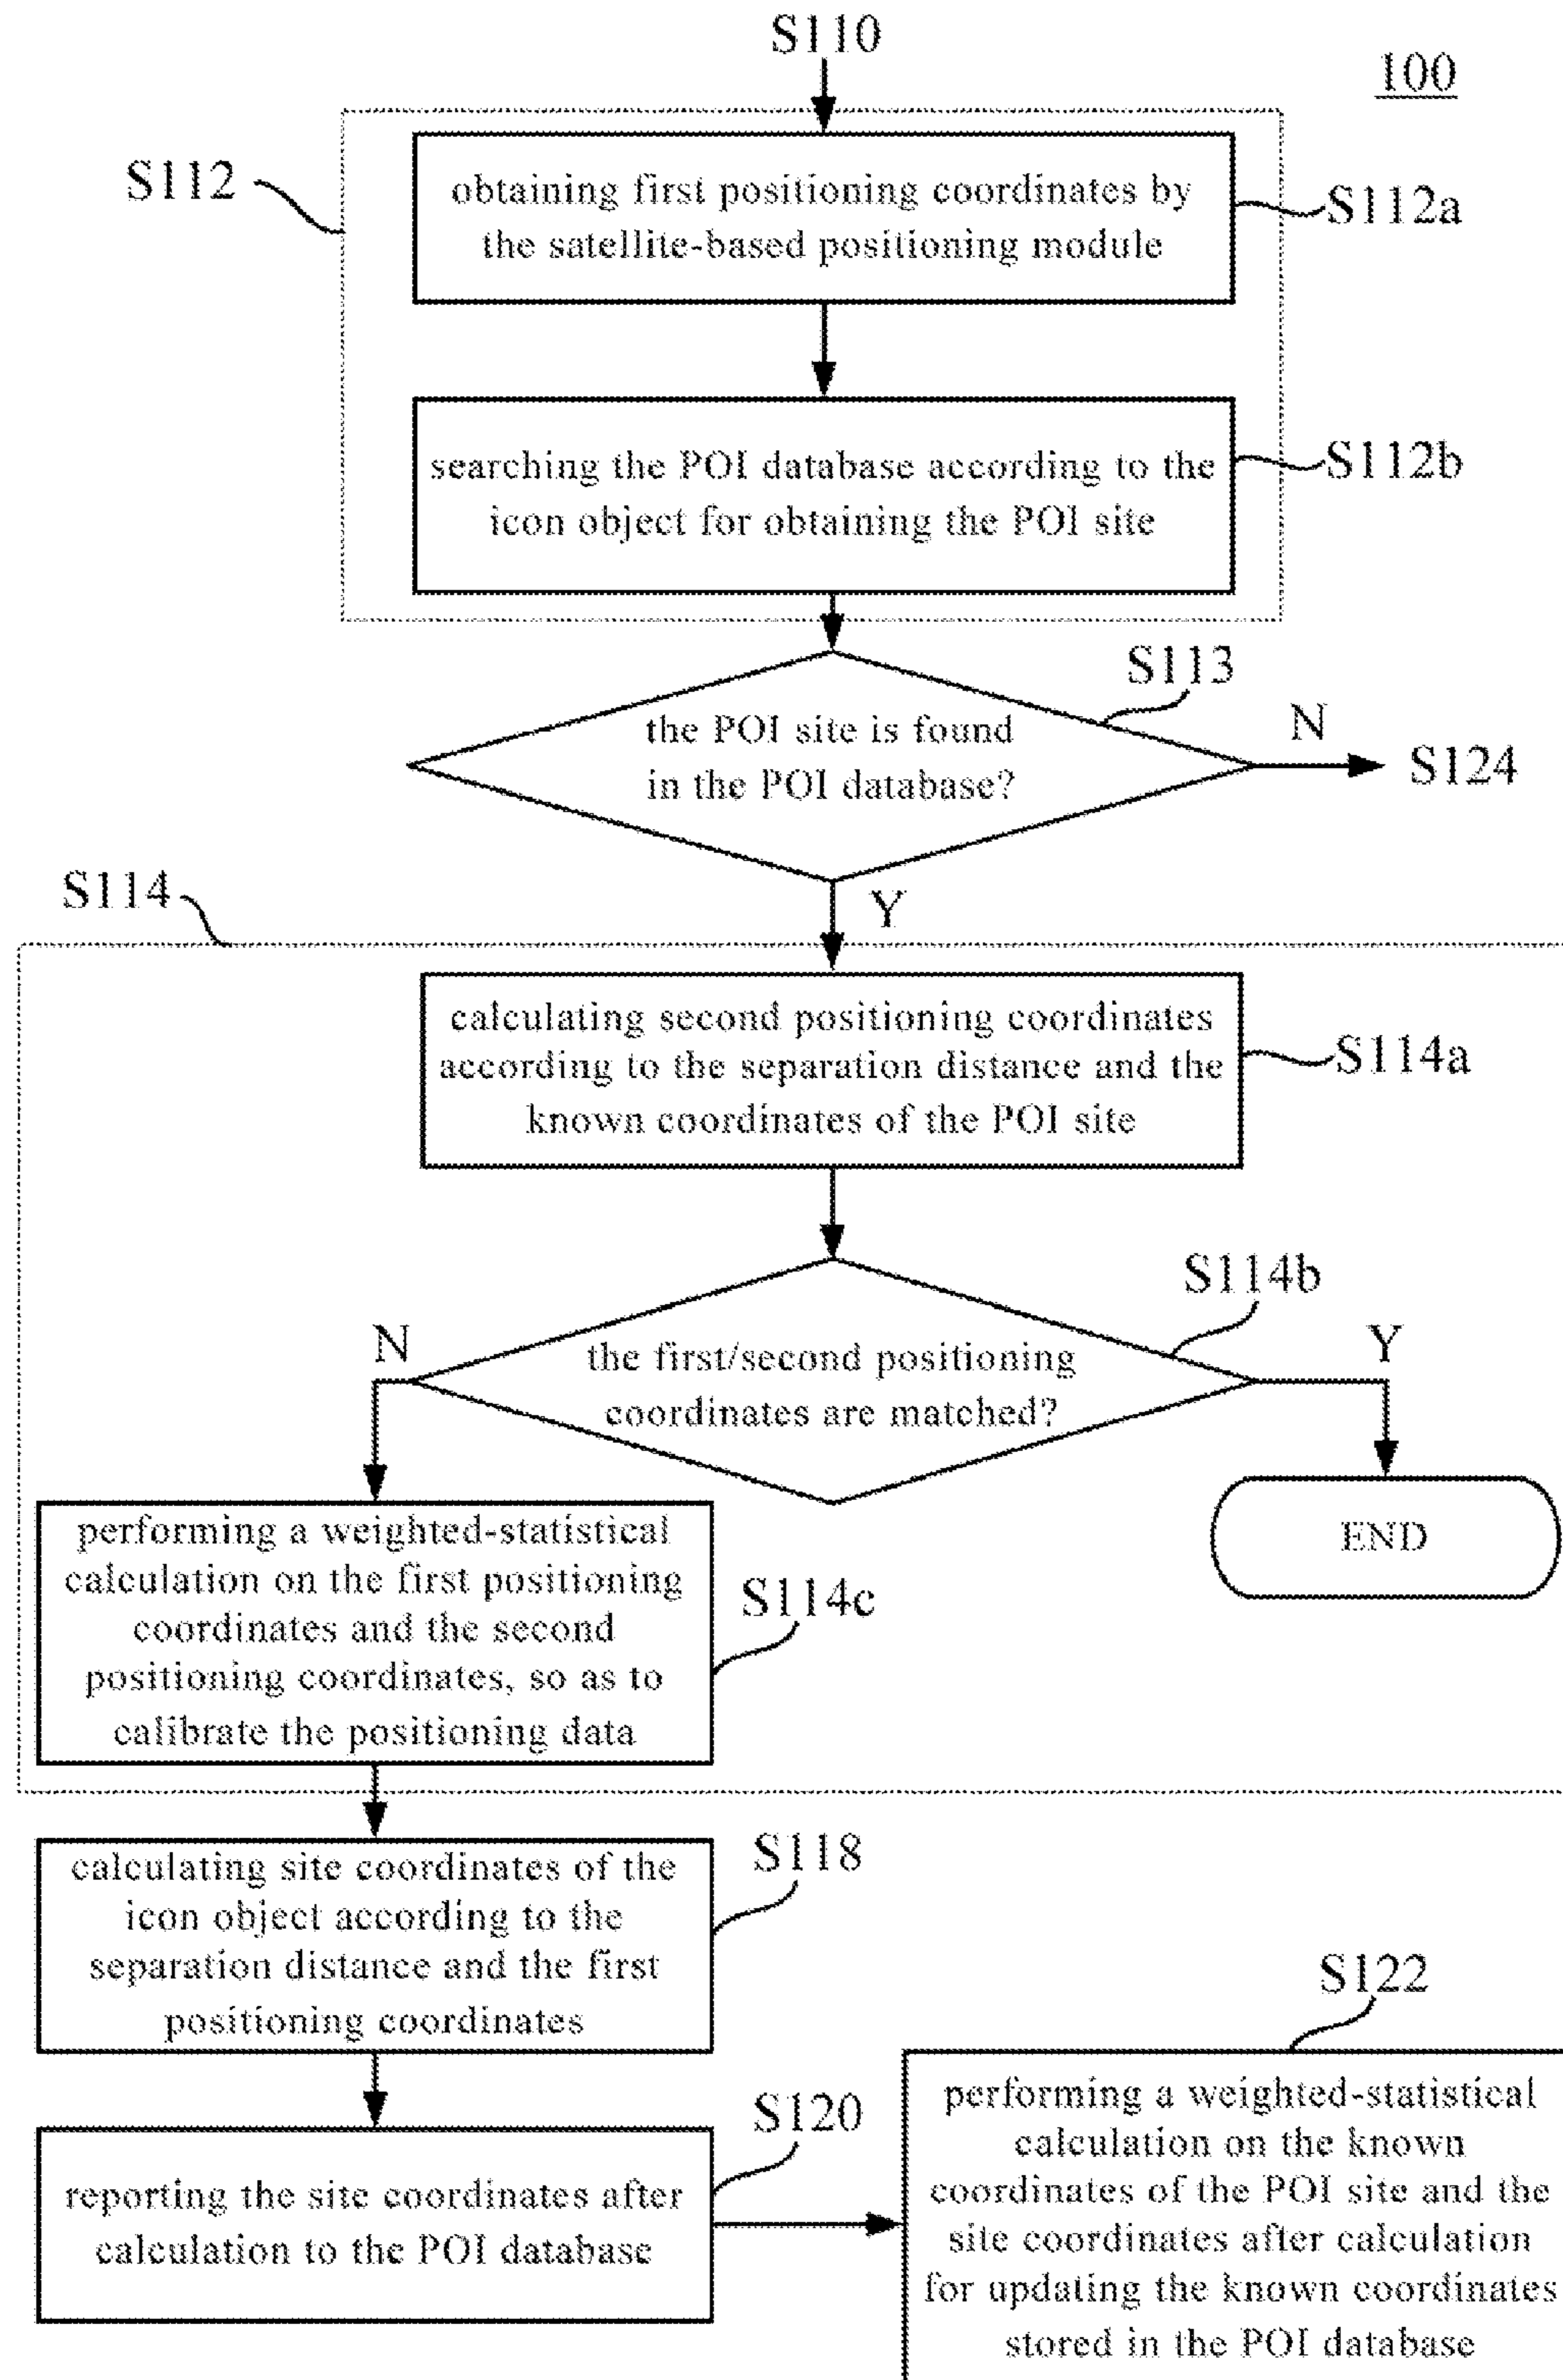 S110
100
S112
obtaining first positioning coordinates by
the satellite-based positioning module
S112a
searching the POI database according to the
icon object for obtaining the POI site
S112b
S113
the POI site is found
in the POI database?
N
S124
Y
S114
calculating second positioning coordinates
according to the separation distance and the
known coordinates of the POI site
S114a
S114b
the first/second positioning
coordinates are matched?
N
Y
END
performing a weighted-statistical
calculation on the first positioning
coordinates and the second
positioning coordinates, so as to
calibrate the positioning data
S114c
calculating site coordinates of the
icon object according to the
separation distance and the first
positioning coordinates
S118
reporting the site coordinates after
calculation to the POI database
S120
S122
performing a weighted-statistical
calculation on the known
coordinates of the POI site and the
site coordinates after calculation
for updating the known coordinates
stored in the POI database